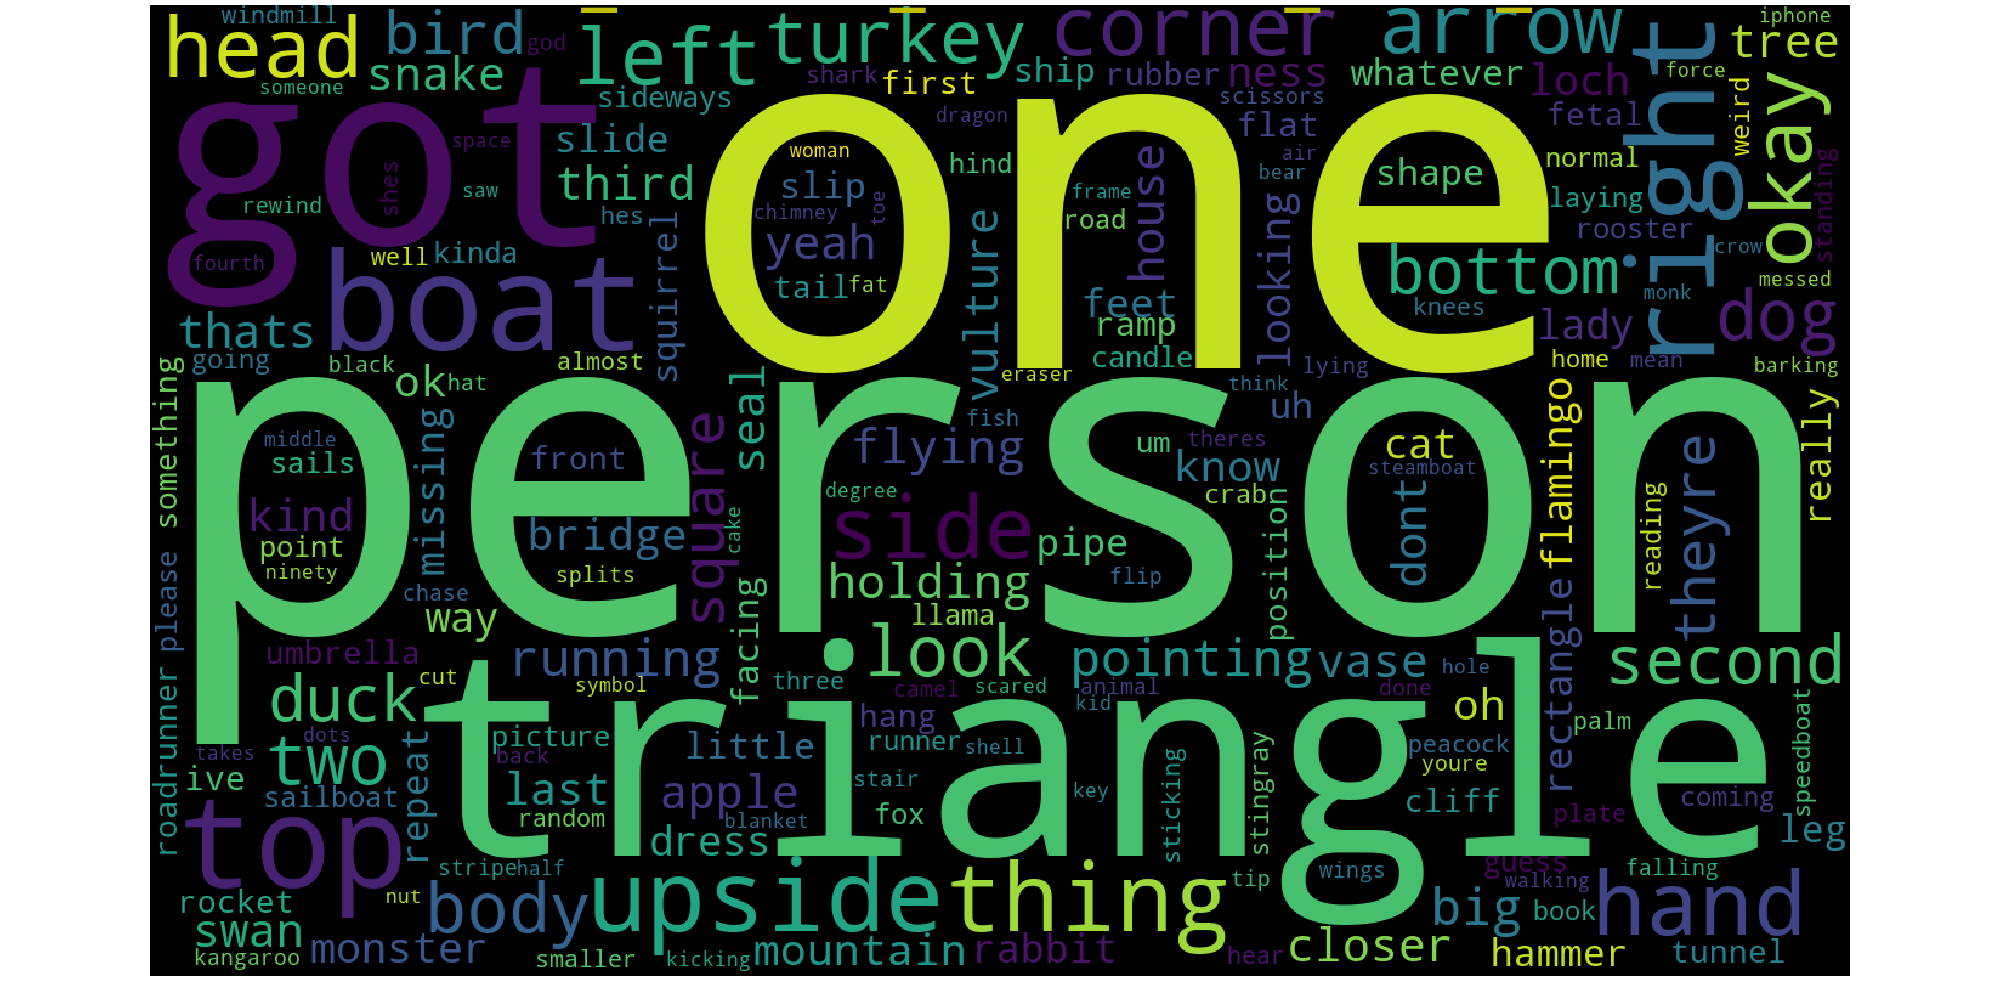 windmill
head
someone
bird
god
snake
left
turkey
shark
first
ship
corner
rubber
ness
scissors
arrow
whatever
loch
right
iphone
tree
force
okay
weird
fetal
flat
sideways
slide
third
space
shes
saw
rewind
got
fourth
well
kinda
hes
squirrel
one
woman
slip
chimney
toe
yeah
tail
fat
dragon
hind
vulture
frame
road
house
air
bear
looking
shape
normal
laying
rooster
standing
crow
messed
monk
bottom
knees
feet
ramp
candle
eraser
lady
dog
thats
going
boat
black
almost
ok
hat
lying
home
mean
barking
think
uh
something
person
middle
sails
kind
point
ninety
missing
front
bridge
splits
chase
way
square
seal
cake
facing
flying
fish
um
theres
know
degree
side
crab
pipe
flip
position
holding
llama
cat
steamboat
dont
flamingo
reading
theyre
really
roadrunner
please
umbrella
running
look
pointing
vase
hole
rectangle
second
duck
cut
symbol
three
camel
scared
animal
kid
done
triangle
oh
palm
speedboat
takes
dots
two
repeat
picture
back
little
hang
runner
shell
peacock
youre
ive
sailboat
last
random
apple
blanket
stair
fox
key
sticking
stingray
cliff
plate
coming
leg
top
stripe
half
dress
guess
falling
walking
wings
tip
nut
rocket
swan
kangaroo
monster
body
upside
smaller
kicking
mountain
thing
rabbit
hear
closer
big
book
hand
hammer
tunnel